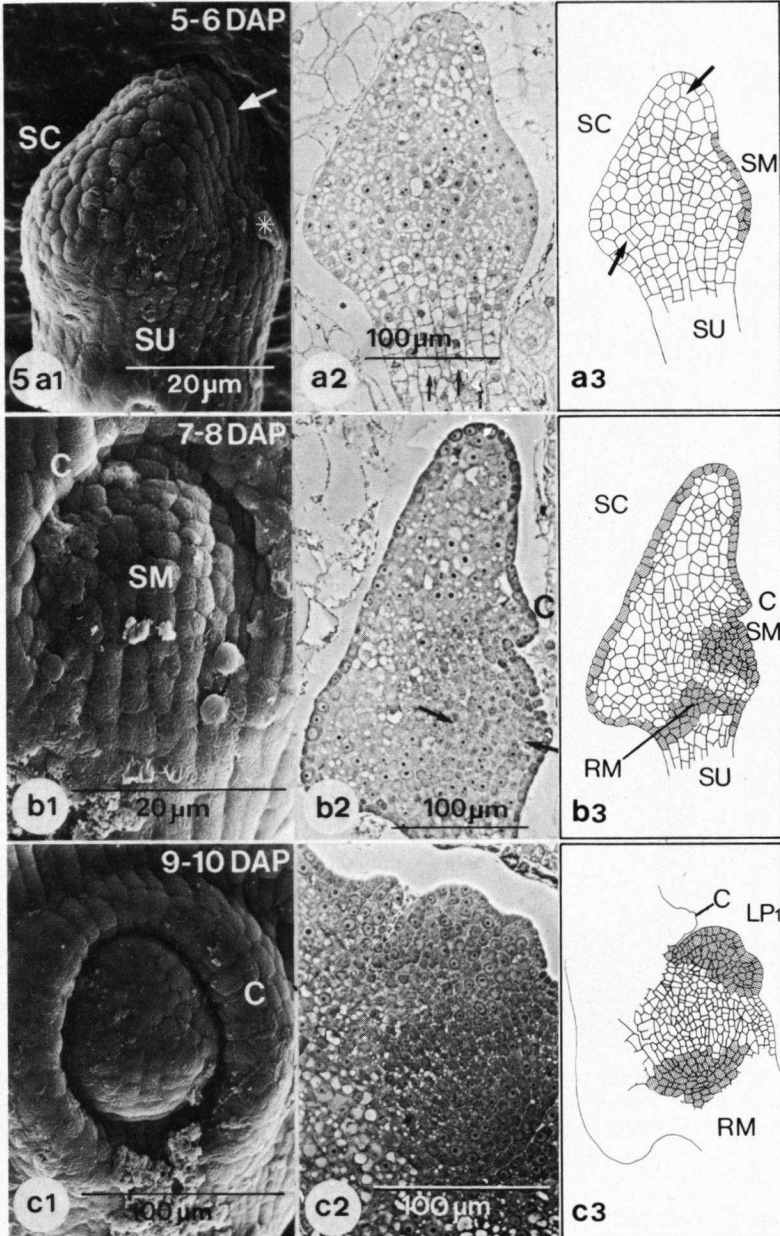 5-6 DAP
SC
*
SU
20 µm
5 a1
100 µm
a2
SC
SM
SU
a3
7-8 DAP
C
SM
20 µm
b1
C
100 µm
b2
SC
C
SM
RM
SU
b3
9-10 DAP
C
100 µm
c1
100 µm
c2
C
LP1
RM
c3